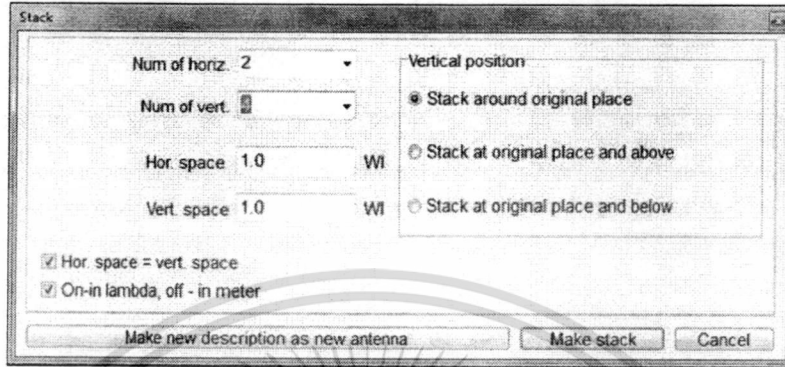 Stack
Num of horiz. 2
Num of vert.
Hor. space 1.0 Wl
Vert. space 1.0 Wl
Hor. space = vert. space
On-in lambda, off - in meter
Vertical position
Stack around original place
Stack at original place and above
Stack at original place and below
Make new description as new antenna
Make stack
Cancel